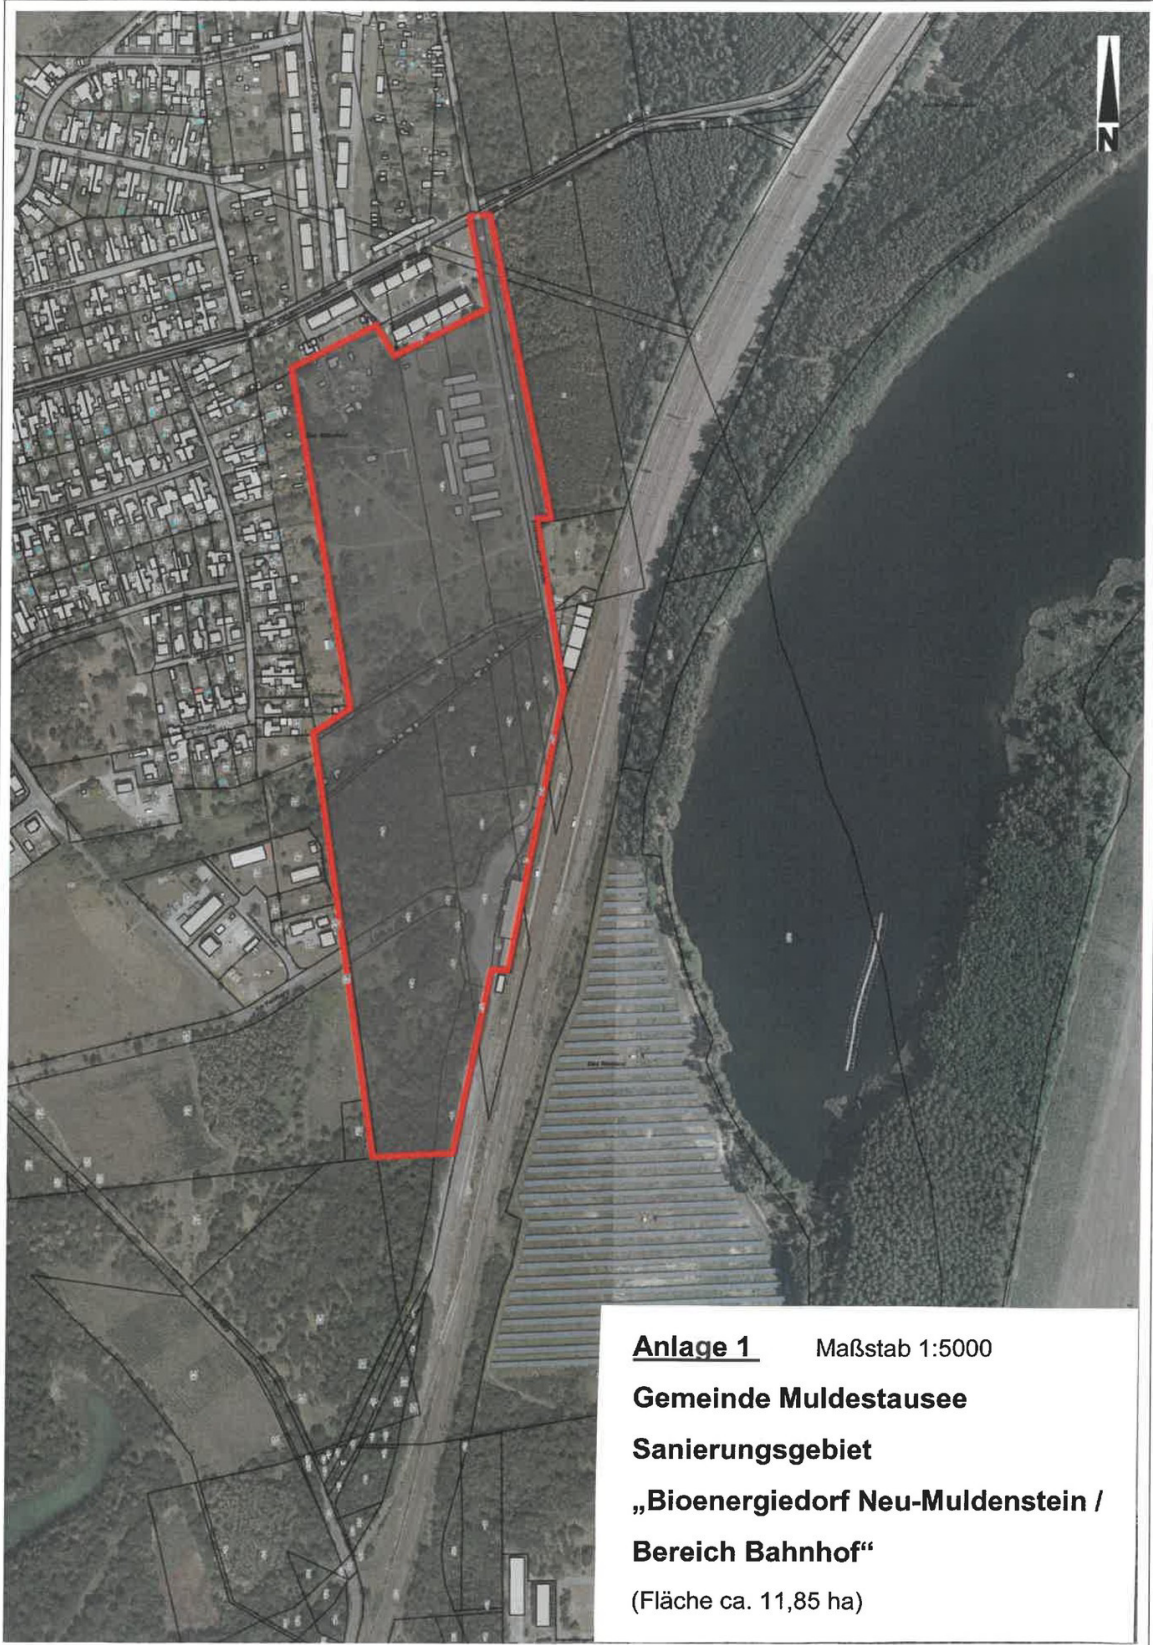 N
Anlage 1 Maßstab 1:5000
Gemeinde Muldestausee
Sanierungsgebiet
„Bioenergiedorf Neu-Muldenstein /
Bereich Bahnhof“
(Fläche ca. 11,85 ha)